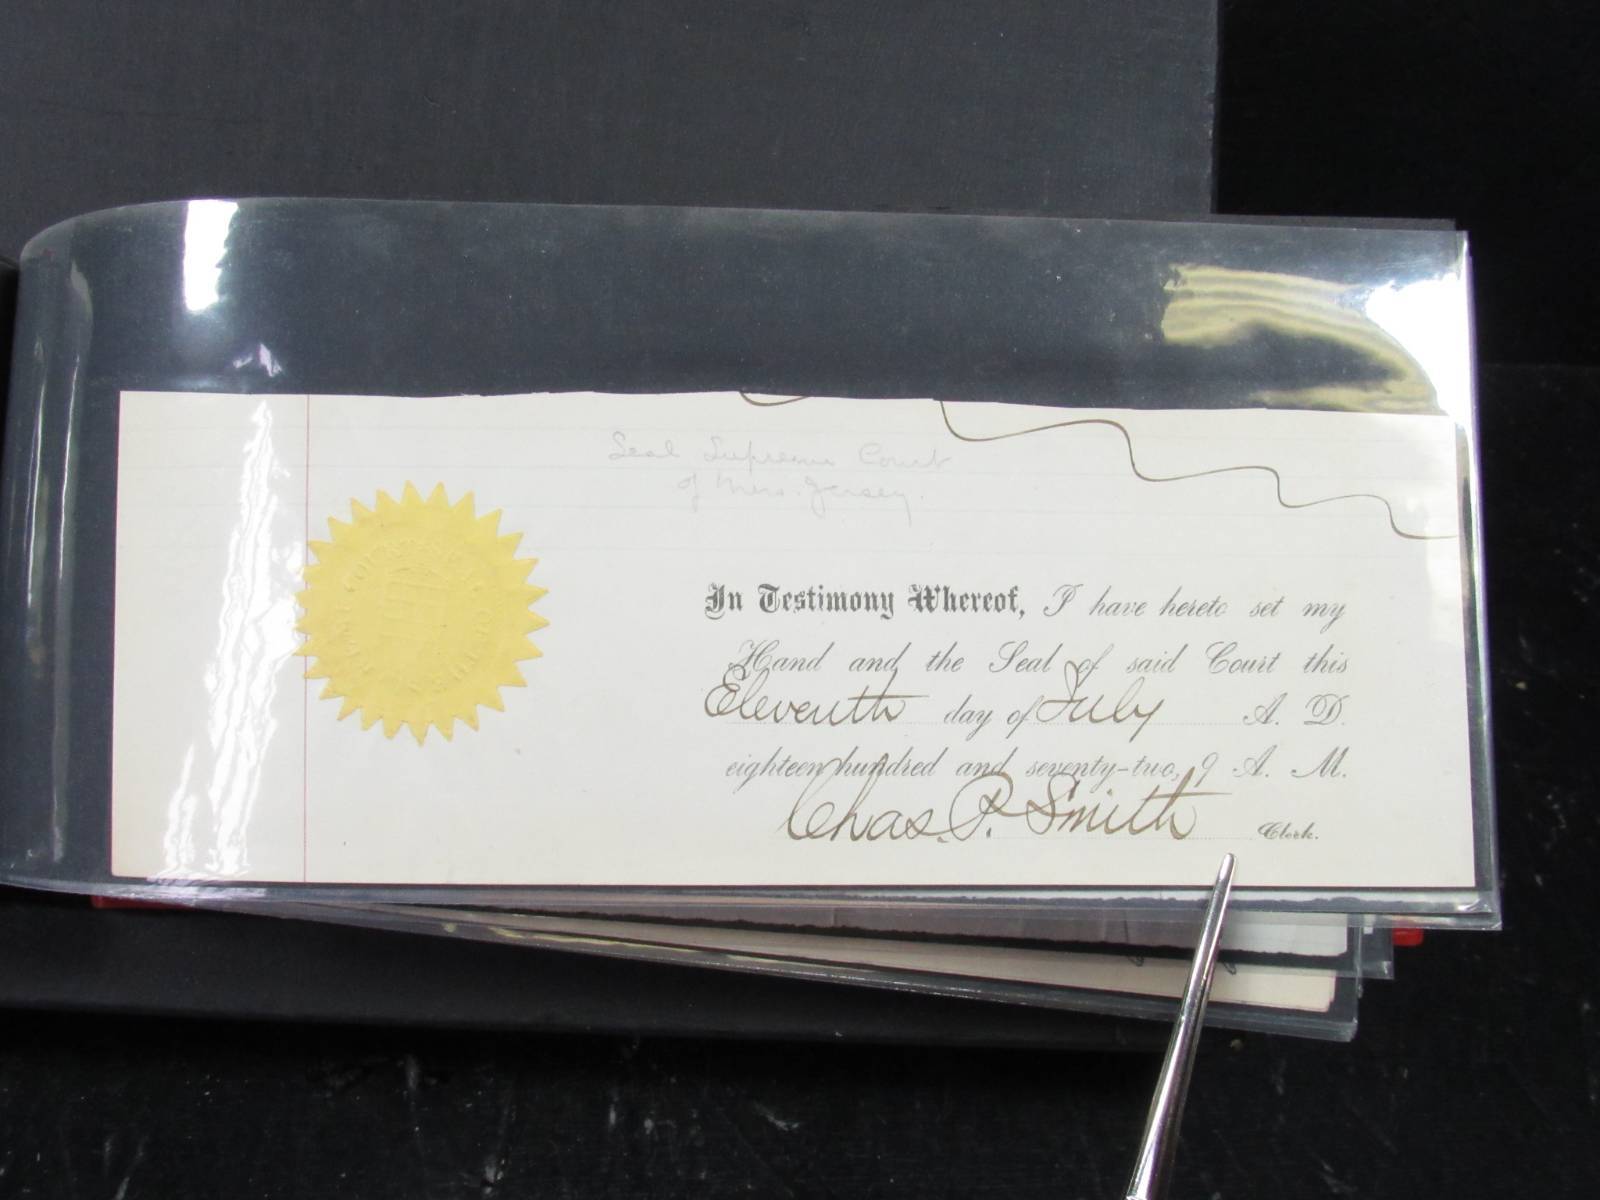 Seal Supreme Court
of New Jersey.
In Testimony Whereof, I have hereto set my
Hand and the Seal of said Court this
Eleventh day of July A. D.
eighteen hundred and seventy-two, 9 A. M.
Chas. P. Smith Clerk.